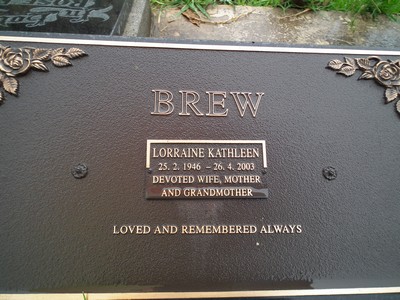 BREW
LORRAINE KATHLEEN
25. 2. 1946 - 26. 4. 2003
DEVOTED WIFE, MOTHER
AND GRANDMOTHER
LOVED AND REMEMBERED ALWAYS